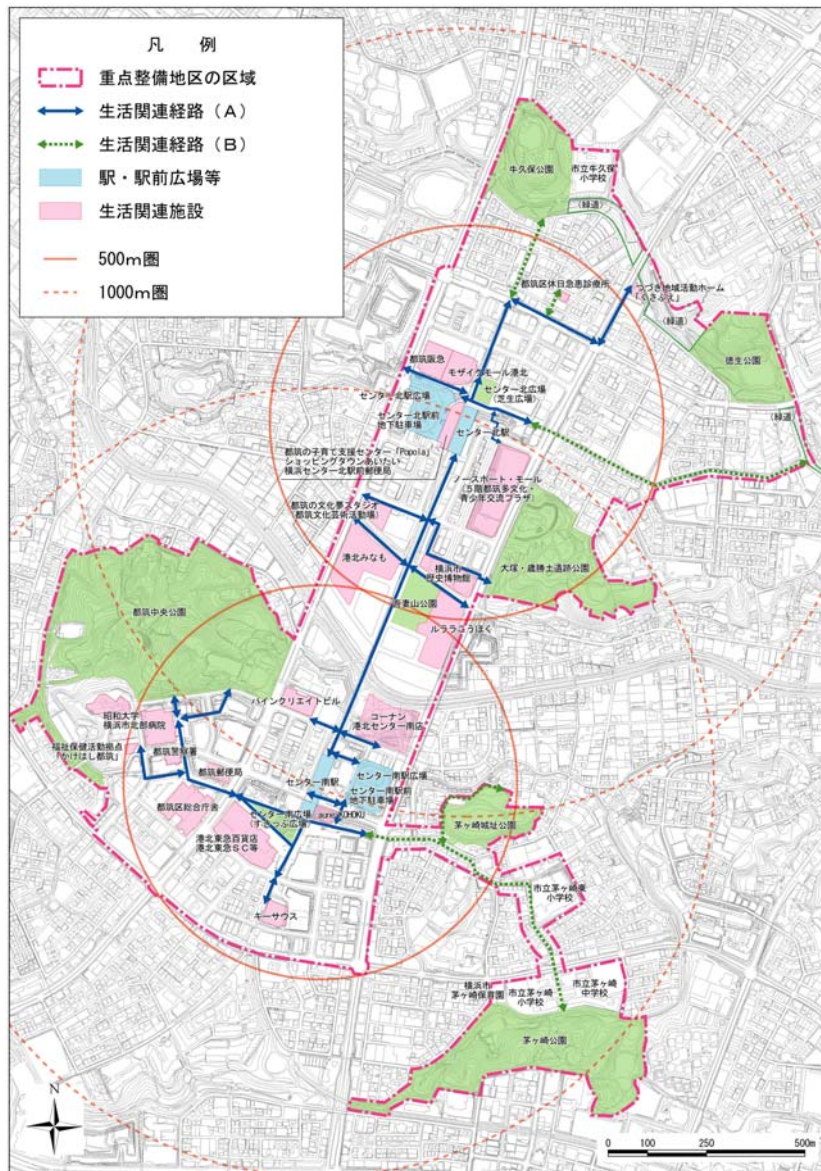 凡 例
重点整備地区の区域
生活関連経路（A）
生活関連経路（B）
駅・駅前広場等
生活関連施設
500m圏
1000m圏
牛久保公園
市立牛久保
小学校
（緑道）
都筑区休日急患診療所
つづき地域活動ホーム
「くさぶえ」
（緑道）
徳生公園
（緑道）
都筑阪急
モザイクモール港北
センター北広場
（芝生広場）
センター北駅広場
センター北駅前
地下駐車場
センター北駅
都筑の子育て支援センター「Popola」
ショッピングタウンあいたい
横浜センター北駅前郵便局
ノースポート・モール
（5階都筑多文化・
青少年交流プラザ）
都筑の文化夢スタジオ
（都筑文化芸術活動場）
港北みなも
横浜市
歴史博物館
大塚・歳勝土遺跡公園
吾妻山公園
ルララこうほく
都筑中央公園
パインクリエイトビル
コーナン
港北センター南店
昭和大学
横浜市北部病院
福祉保健活動拠点
「かけはし都筑」
都筑警察署
都筑郵便局
センター南駅
センター南駅広場
センター南駅前
地下駐車場
都筑区総合庁舎
センター南広場
（すきっぷ広場）
港北東急百貨店
港北東急SC等
キーサウス
茅ヶ崎城址公園
市立茅ヶ崎東
小学校
横浜市
茅ヶ崎保育園
市立茅ヶ崎
小学校
市立茅ヶ崎
中学校
茅ヶ崎公園
N
0 100 250 500m